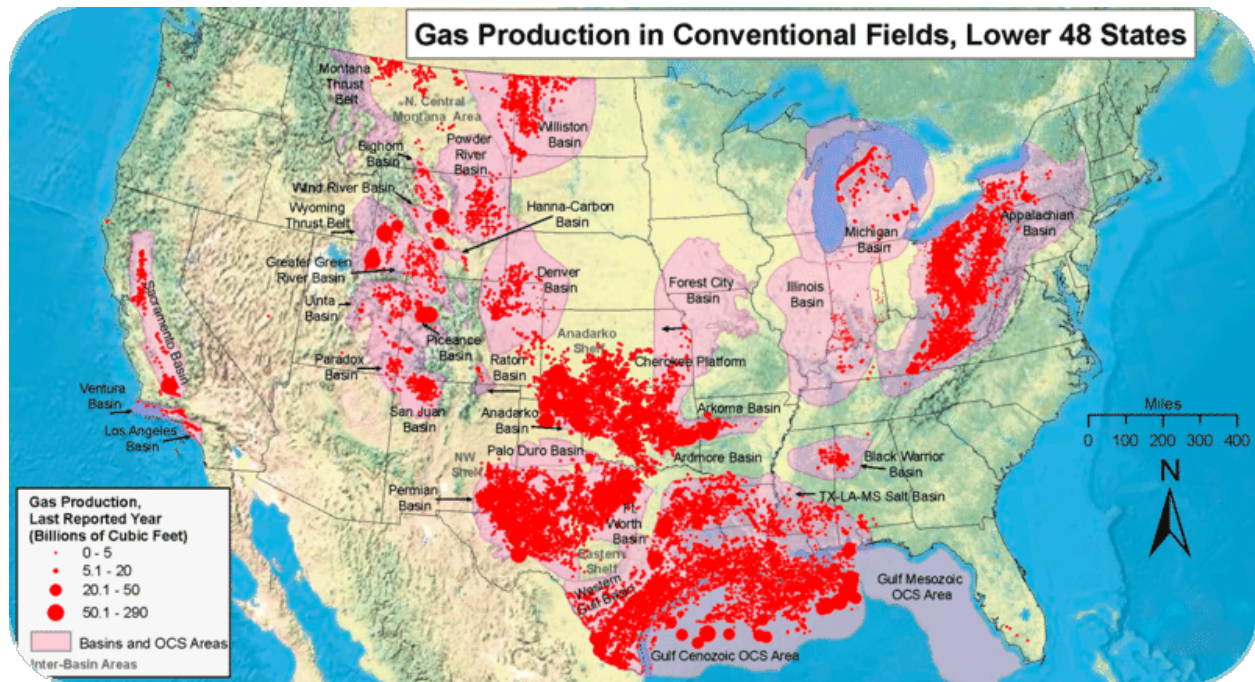 Gas Production in Conventional Fields, Lower 48 States
Montana
Thrust
Belt
N. Central
Montana Area
Williston
Basin
Bighorn
Basin
Powder
River
Basin
Wind River Basin
Wyoming
Thrust Belt
Hanna-Carbon
Basin
Greater Green
River Basin
Michigan
Basin
Appalachian
Basin
Sacramento Basin
Uinta
Basin
Denver
Basin
Forest City
Basin
Illinois
Basin
Piceance
Basin
Anadarko
Shelf
Cherokee Platform
Paradox
Basin
Raton
Basin
Ventura
Basin
Los Angeles
Basin
San Juan
Basin
Anadarko
Basin
Arkoma Basin
Miles
0 100 200 300 400
NW
Shelf
Palo Duro Basin
Ardmore Basin
Black Warrior
Basin
N
Permian
Basin
TX-LA-MS Salt Basin
Ft.
Worth
Basin
Eastern
Shelf
Western
Gulf Basin
Gulf Mesozoic
OCS Area
Gulf Cenozoic OCS Area
Gas Production,
Last Reported Year
(Billions of Cubic Feet)
0 - 5
5.1 - 20
20.1 - 50
50.1 - 290
Basins and OCS Areas
Inter-Basin Areas